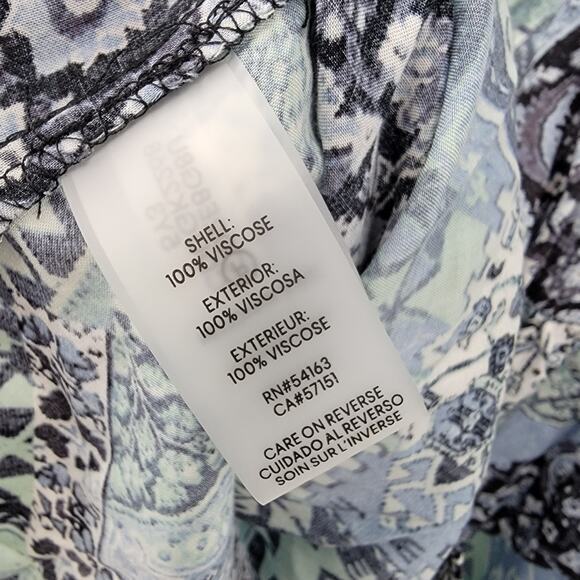 SHELL:
100% VISCOSE
EXTERIOR:
100% VISCOSA
EXTERIEUR:
100% VISCOSE
RN#54163
CA#57151
CARE ON REVERSE
CUIDADO AL REVERSO
SOIN SUR L'INVERSE